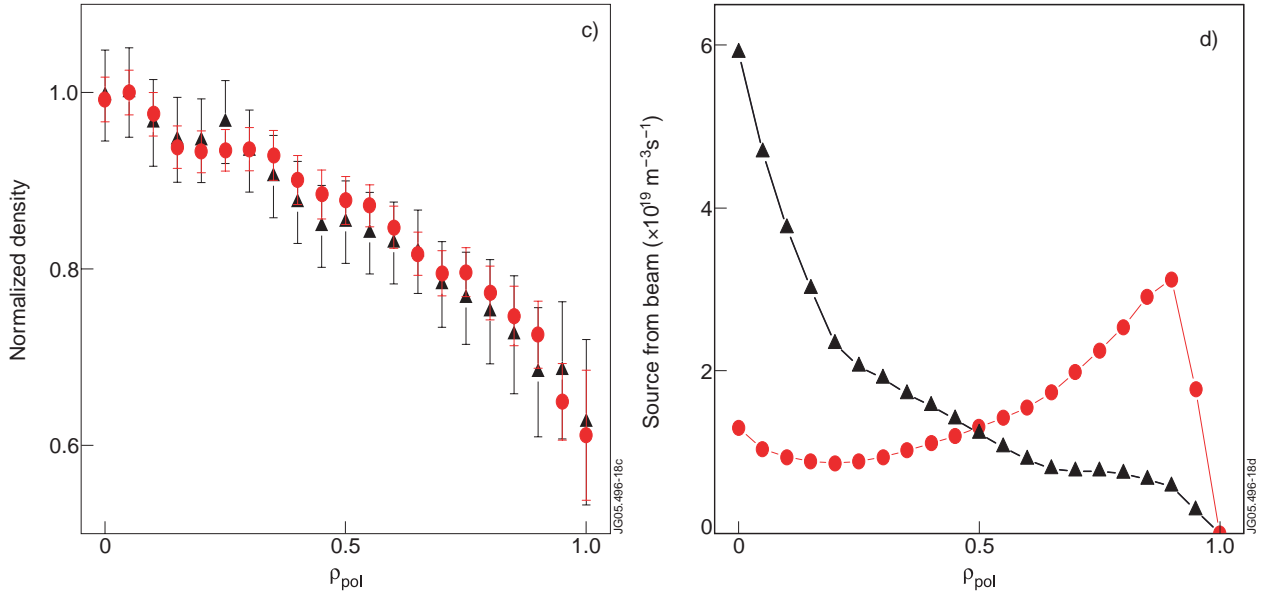 c)
1.0
0.8
0.6
Normalized density
0
0.5
1.0
ρpol
JG05.496-18c
d)
6
4
2
0
Source from beam (×10¹⁹ m⁻³s⁻¹)
0
0.5
1.0
ρpol
JG05.496-18d